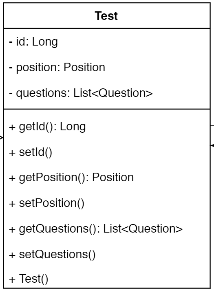 Test
- id: Long
- position: Position
- questions: List<Question>
+ getId(): Long
+ setId()
+ getPosition(): Position
+ setPosition()
+ getQuestions(): List<Question>
+ setQuestions()
+ Test()